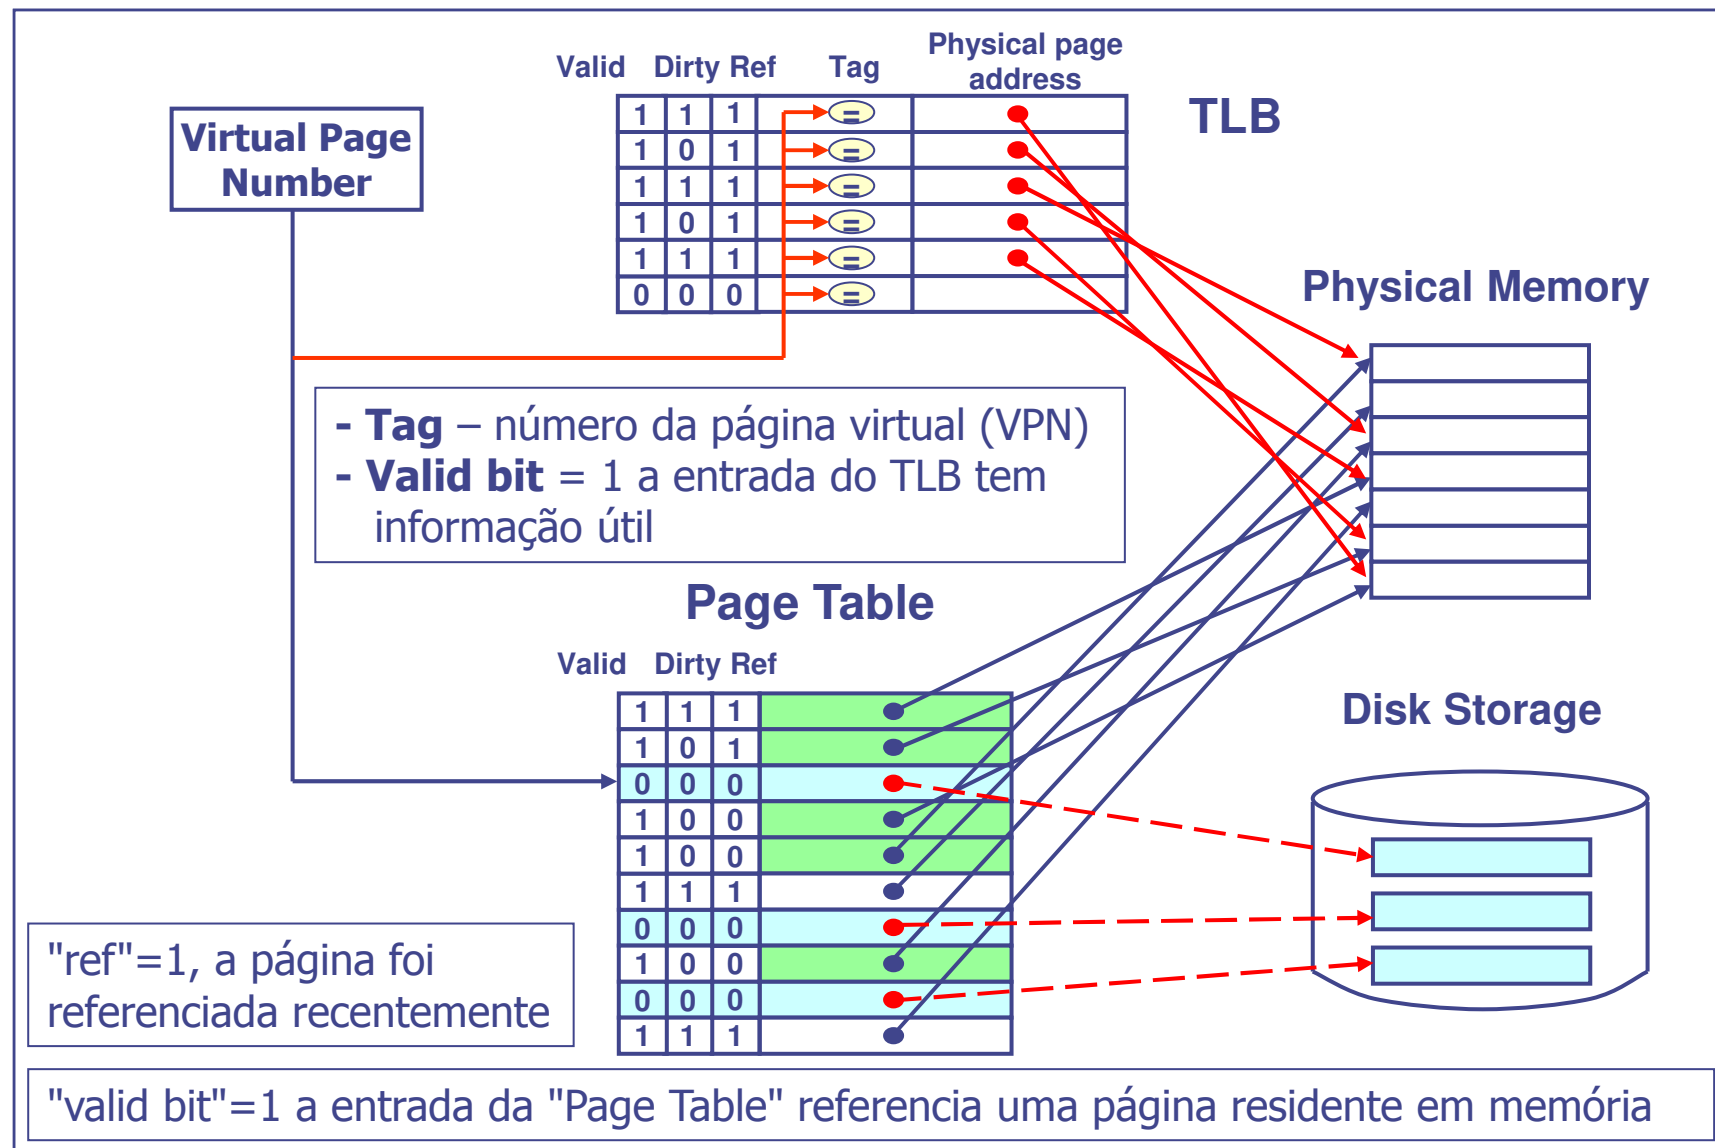 Physical page
Valid Dirty Ref Tag address
TLB
Virtual Page
Number
1 1 1 =
1 0 1 =
1 1 1 =
1 0 1 =
1 1 1 =
0 0 0 =
Physical Memory
- Tag – número da página virtual (VPN)
- Valid bit = 1 a entrada do TLB tem
informação útil
Page Table
Valid Dirty Ref
1 1 1
1 0 1
0 0 0
1 0 0
1 0 0
1 1 1
0 0 0
1 0 0
0 0 0
1 1 1
Disk Storage
"ref"=1, a página foi
referenciada recentemente
"valid bit"=1 a entrada da "Page Table" referencia uma página residente em memória